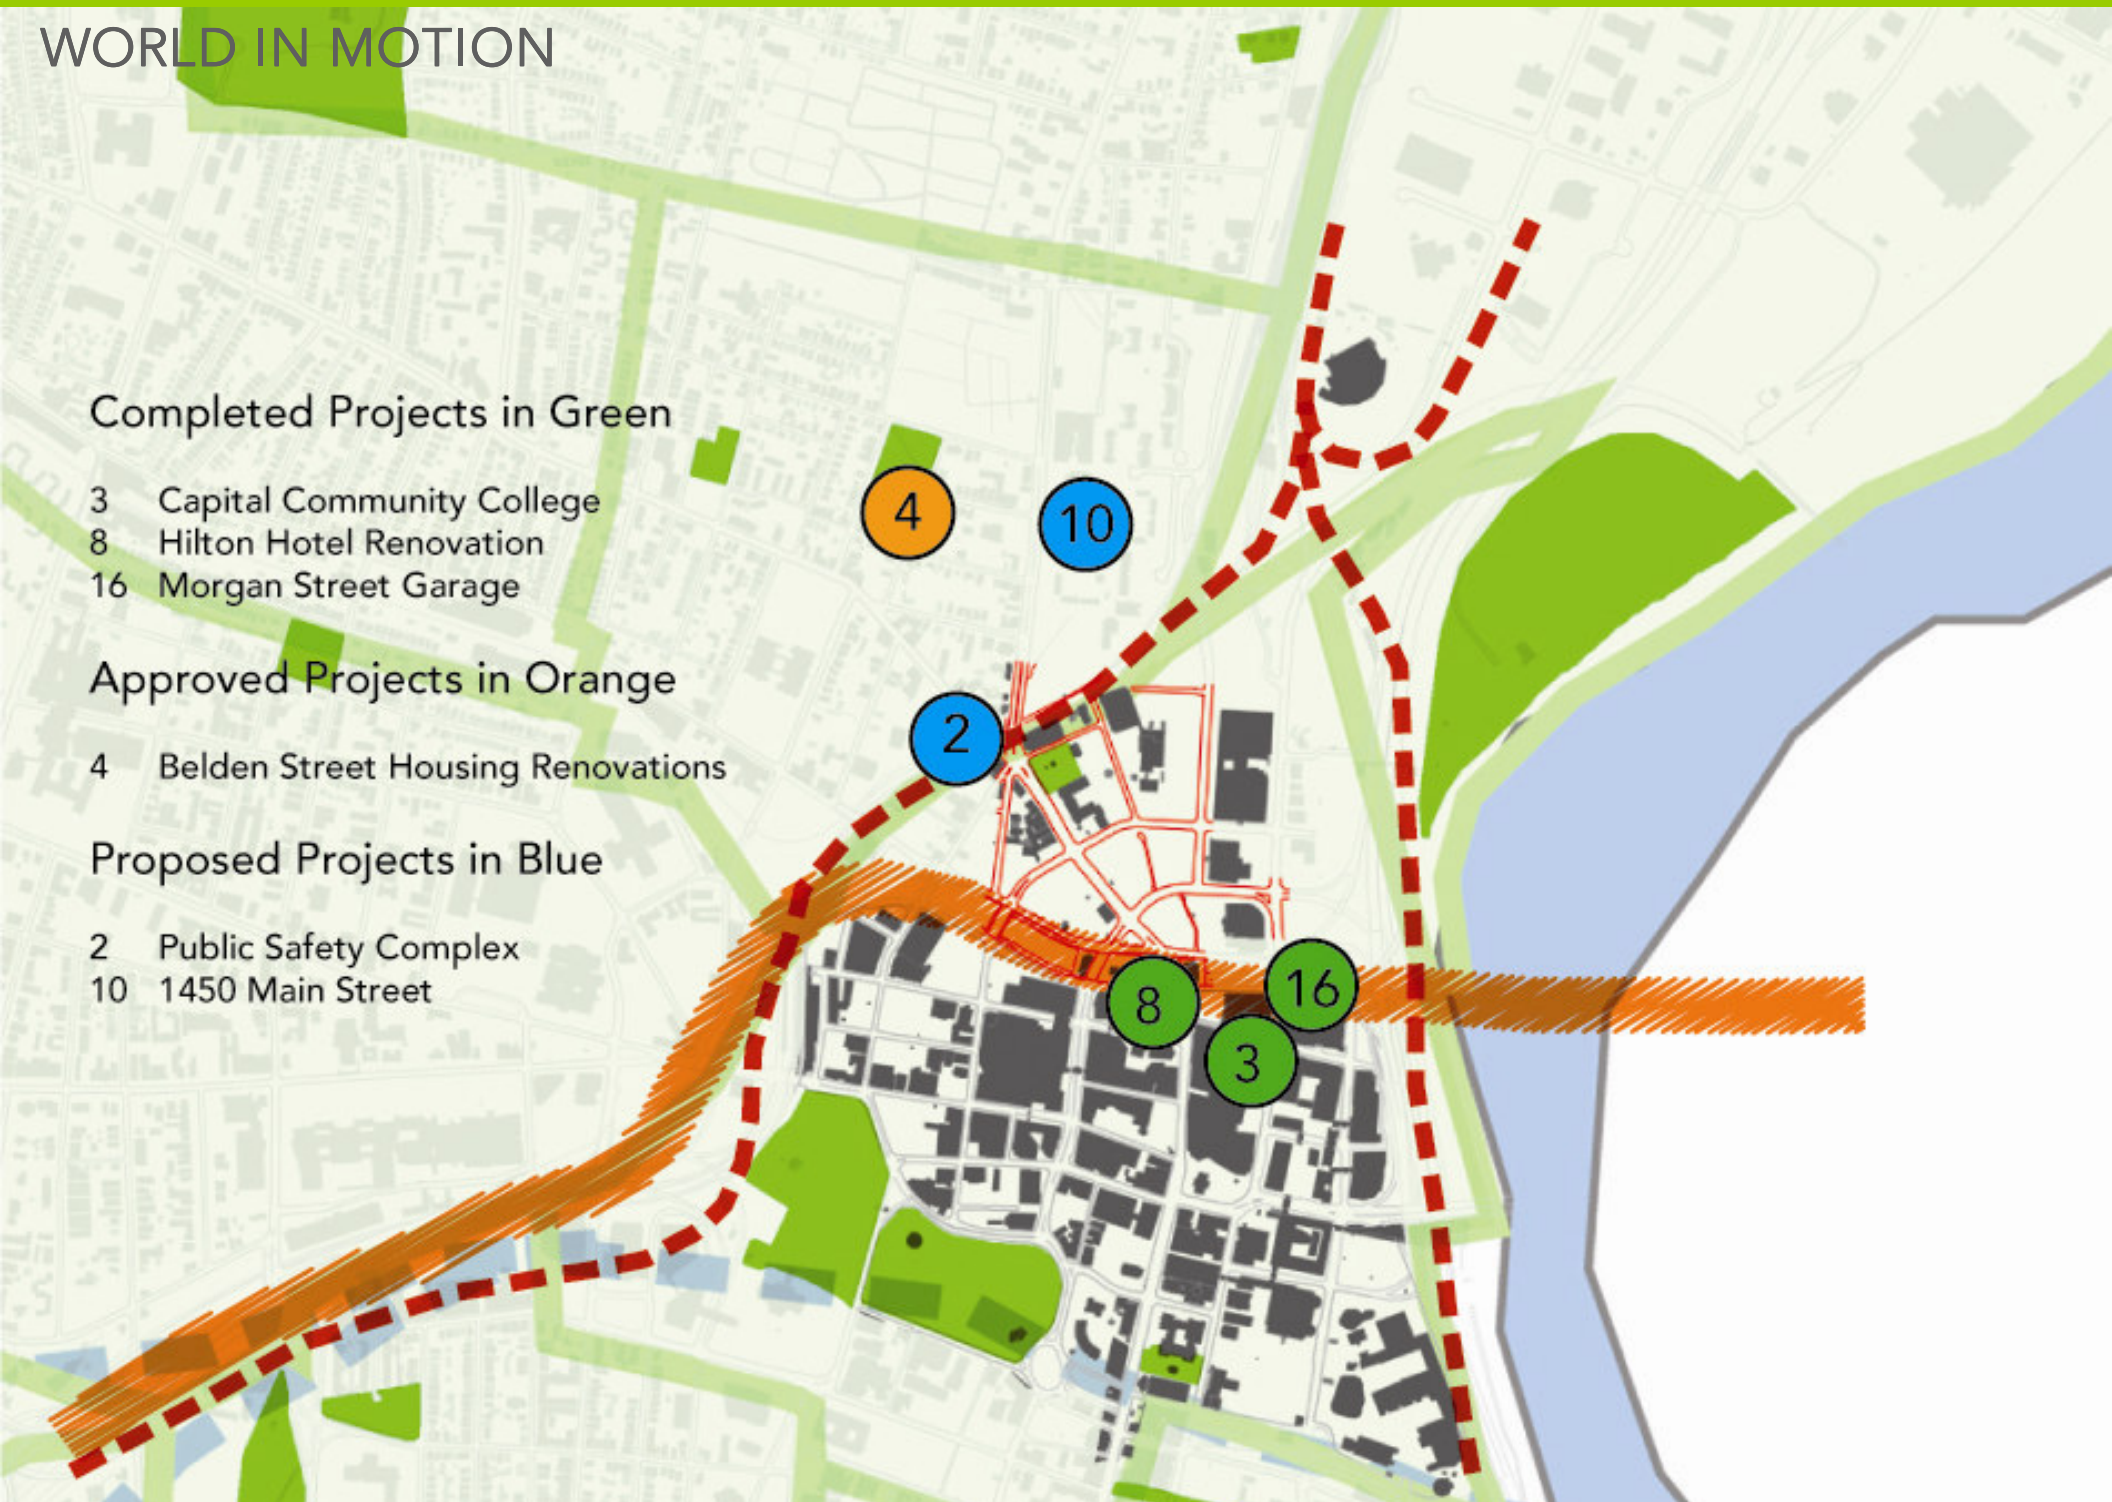 WORLD IN MOTION
Completed Projects in Green
3 Capital Community College
8 Hilton Hotel Renovation
16 Morgan Street Garage
Approved Projects in Orange
4 Belden Street Housing Renovations
Proposed Projects in Blue
2 Public Safety Complex
10 1450 Main Street
4
10
2
8
16
3